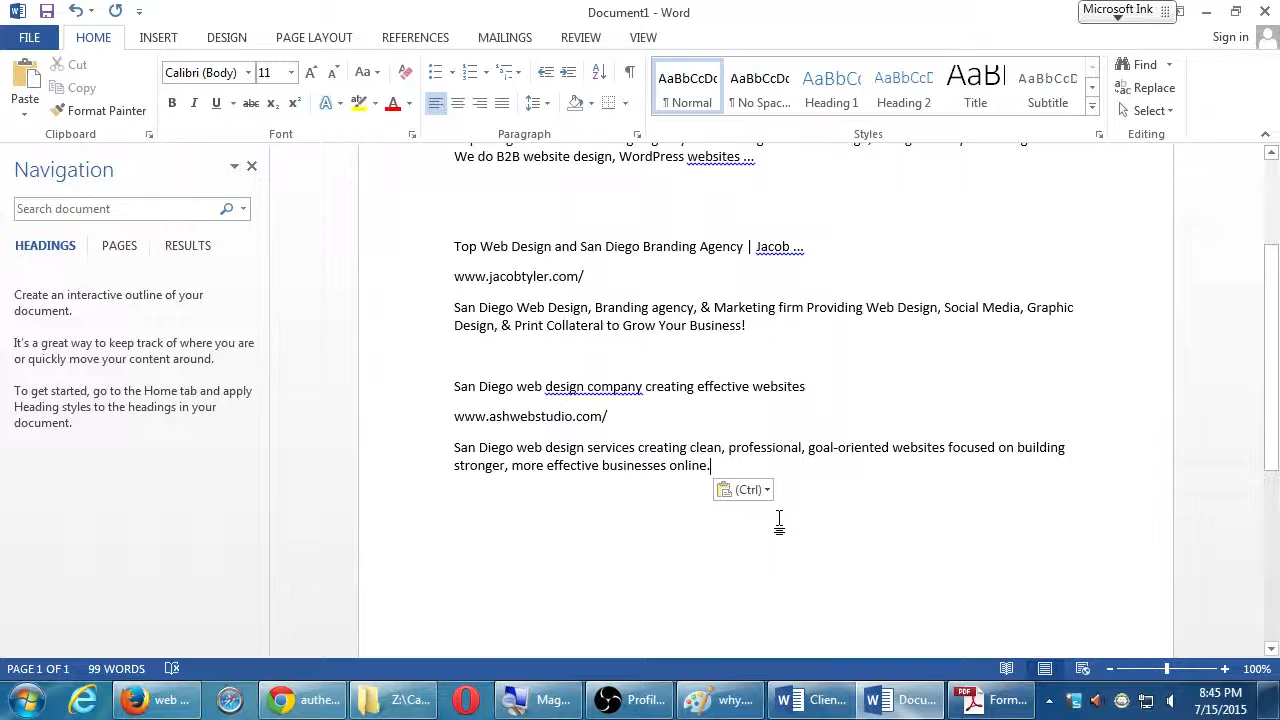 Document1 - Word
Microsoft Ink
FILE
HOME
INSERT
DESIGN
PAGE LAYOUT
REFERENCES
MAILINGS
REVIEW
VIEW
Sign in
Paste
Cut
Copy
Format Painter
Calibri (Body)
11
AaBbCcDc
¶ Normal
AaBbCcDc
¶ No Spac...
AaBbCc
Heading 1
AaBbCcD
Heading 2
AaBl
Title
AaBbCcD
Subtitle
Find
Replace
Select
Clipboard
Font
Paragraph
Styles
Editing
Navigation
Search document
HEADINGS
PAGES
RESULTS
Create an interactive outline of your
document.
It's a great way to keep track of where you are
or quickly move your content around.
To get started, go to the Home tab and apply
Heading styles to the headings in your
document.
We do B2B website design, WordPress websites ...
Top Web Design and San Diego Branding Agency | Jacob ...
www.jacobtyler.com/
San Diego Web Design, Branding agency, & Marketing firm Providing Web Design, Social Media, Graphic
Design, & Print Collateral to Grow Your Business!
San Diego web design company creating effective websites
www.ashwebstudio.com/
San Diego web design services creating clean, professional, goal-oriented websites focused on building
stronger, more effective businesses online.
(Ctrl)
PAGE 1 OF 1
99 WORDS
100%
web ...
authe...
Z:\Ca...
Mag...
Profil...
why....
Clien...
Docu...
Form...
8:45 PM
7/15/2015